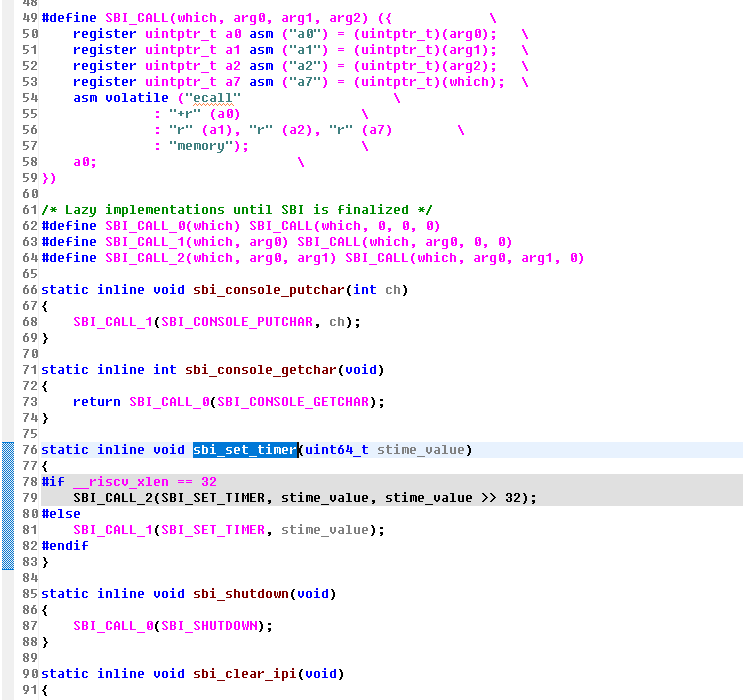 48
49 #define SBI_CALL(which, arg0, arg1, arg2) ({ \
50 register uintptr_t a0 asm ("a0") = (uintptr_t)(arg0); \
51 register uintptr_t a1 asm ("a1") = (uintptr_t)(arg1); \
52 register uintptr_t a2 asm ("a2") = (uintptr_t)(arg2); \
53 register uintptr_t a7 asm ("a7") = (uintptr_t)(which); \
54 asm volatile ("ecall" \
55 : "+r" (a0) \
56 : "r" (a1), "r" (a2), "r" (a7) \
57 : "memory"); \
58 a0; \
59 })
60
61 /* Lazy implementations until SBI is finalized */
62 #define SBI_CALL_0(which) SBI_CALL(which, 0, 0, 0)
63 #define SBI_CALL_1(which, arg0) SBI_CALL(which, arg0, 0, 0)
64 #define SBI_CALL_2(which, arg0, arg1) SBI_CALL(which, arg0, arg1, 0)
65
66 static inline void sbi_console_putchar(int ch)
67 {
68 SBI_CALL_1(SBI_CONSOLE_PUTCHAR, ch);
69 }
70
71 static inline int sbi_console_getchar(void)
72 {
73 return SBI_CALL_0(SBI_CONSOLE_GETCHAR);
74 }
75
76 static inline void sbi_set_timer(uint64_t stime_value)
77 {
78 #if __riscv_xlen == 32
79 SBI_CALL_2(SBI_SET_TIMER, stime_value, stime_value >> 32);
80 #else
81 SBI_CALL_1(SBI_SET_TIMER, stime_value);
82 #endif
83 }
84
85 static inline void sbi_shutdown(void)
86 {
87 SBI_CALL_0(SBI_SHUTDOWN);
88 }
89
90 static inline void sbi_clear_ipi(void)
91 {